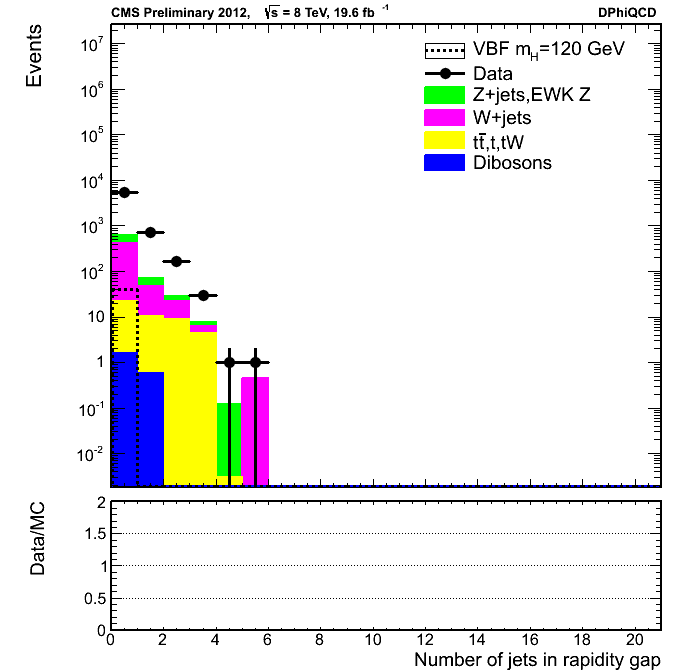 CMS Preliminary 2012, √s = 8 TeV, 19.6 fb⁻¹ DPhiQCD
Events
10⁷
10⁶
10⁵
10⁴
10³
10²
10
1
10⁻¹
10⁻²
VBF m_H=120 GeV
Data
Z+jets,EWK Z
W+jets
tt̄,t,tW
Dibosons
Data/MC
2
1.5
1
0.5
0
0 2 4 6 8 10 12 14 16 18 20
Number of jets in rapidity gap